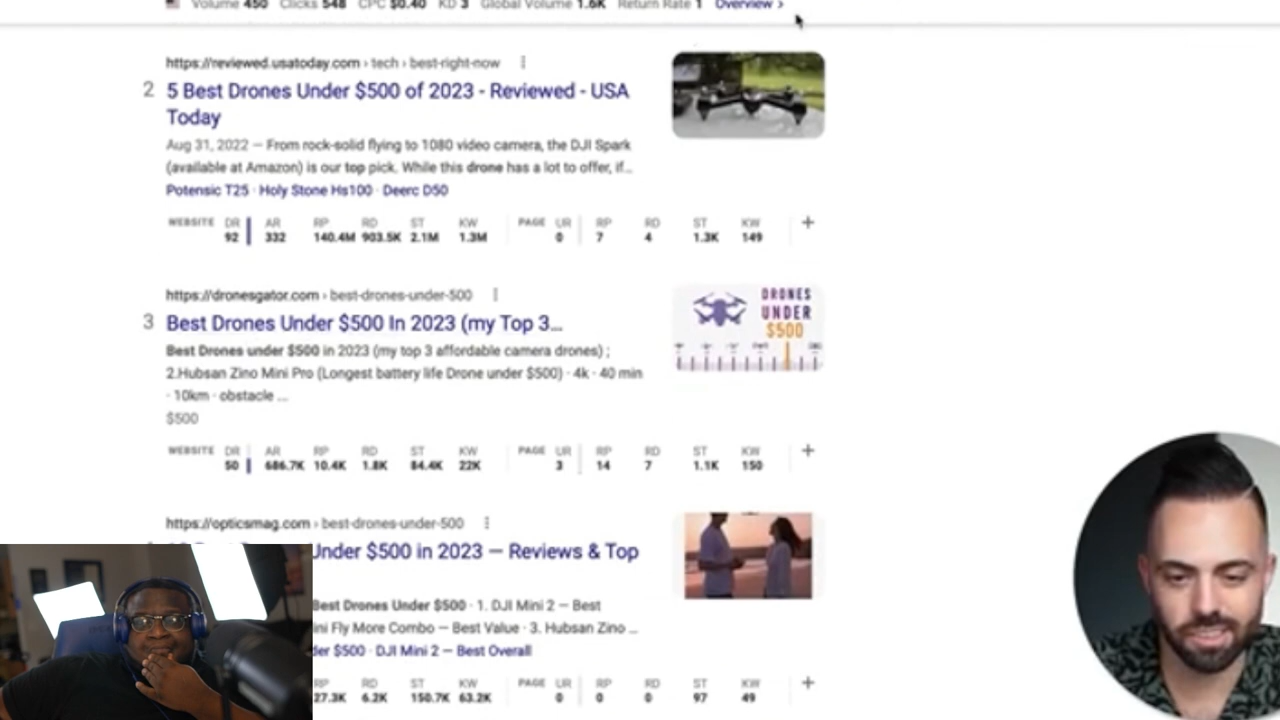 Volume 450 Clicks 548 CPC $0.40 KD 3 Global Volume 1.6K Return Rate 1 Overview ›
https://reviewed.usatoday.com › tech › best-right-now
2 5 Best Drones Under $500 of 2023 - Reviewed - USA
Today
Aug 31, 2022 — From rock-solid flying to 1080 video camera, the DJI Spark
(available at Amazon) is our top pick. While this drone has a lot to offer, if...
Potensic T25 · Holy Stone Hs100 · Deerc D50
WEBSITE DR AR RP RD ST KW PAGE UR RP RD ST KW +
92 332 140.4M 903.5K 2.1M 1.3M 0 7 4 1.3K 149
https://dronesgator.com › best-drones-under-500
3 Best Drones Under $500 In 2023 (my Top 3...
DRONES
UNDER
$500
Best Drones under $500 in 2023 (my top 3 affordable camera drones) ;
2.Hubsan Zino Mini Pro (Longest battery life Drone under $500) · 4k · 40 min
· 10km · obstacle ...
$500
WEBSITE DR AR RP RD ST KW PAGE UR RP RD ST KW +
50 686.7K 10.4K 1.8K 84.4K 22K 3 14 7 1.1K 150
https://opticsmag.com › best-drones-under-500
Under $500 in 2023 — Reviews & Top
Best Drones Under $500 · 1. DJI Mini 2 — Best
ini Fly More Combo — Best Value · 3. Hubsan Zino ...
der $500 · DJI Mini 2 — Best Overall
RP RD ST KW PAGE UR RP RD ST KW +
27.3K 6.2K 150.7K 63.2K 0 0 0 97 49